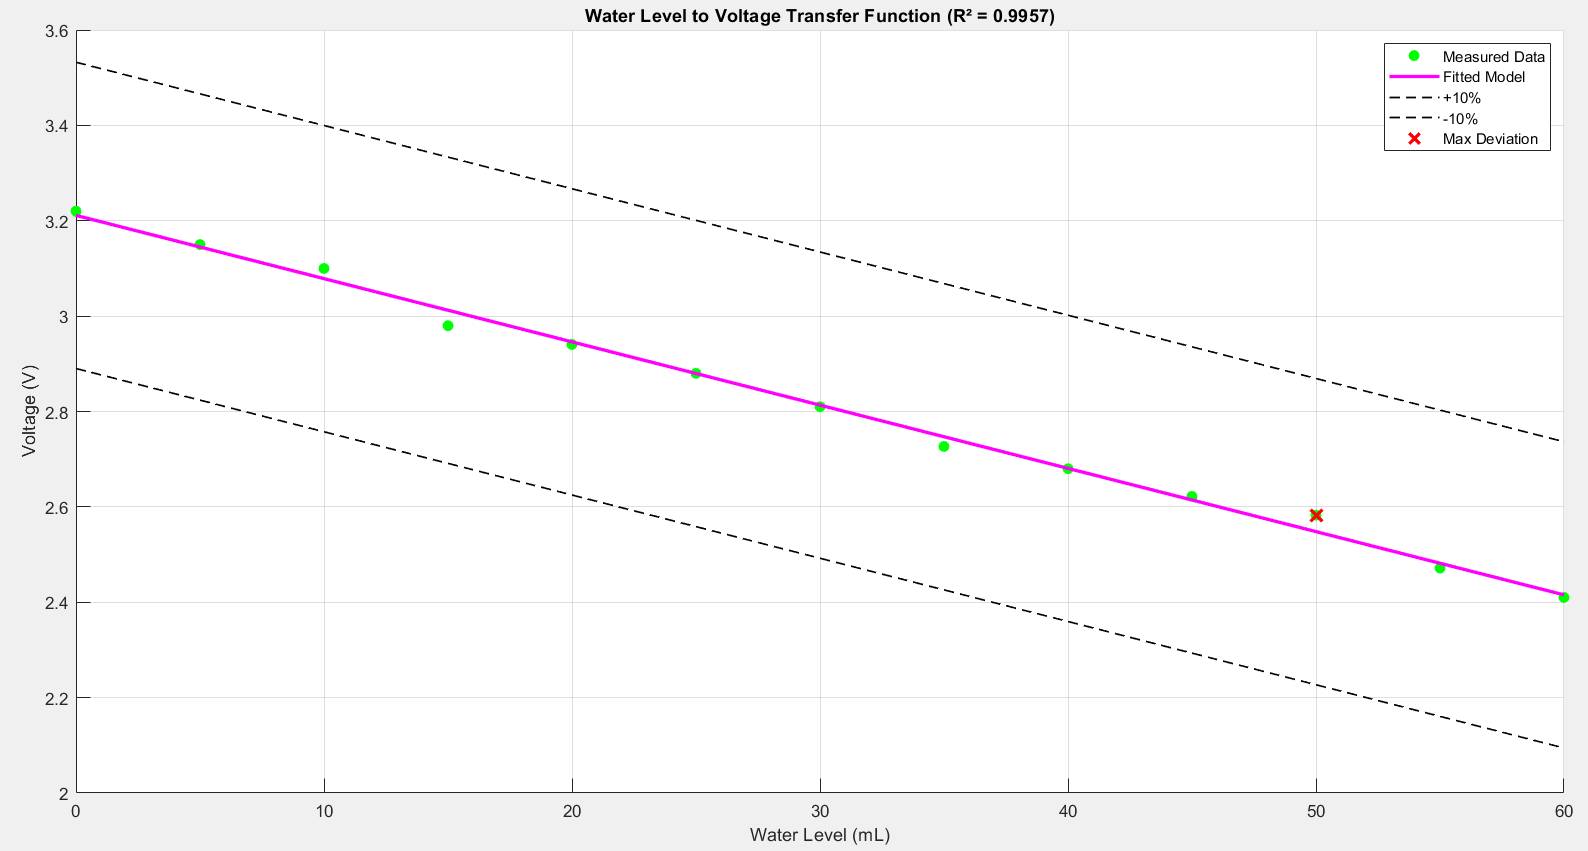 Water Level to Voltage Transfer Function (R² = 0.9957)
Measured Data
Fitted Model
+10%
-10%
Max Deviation
Voltage (V)
3.6
3.4
3.2
3
2.8
2.6
2.4
2.2
2
0 10 20 30 40 50 60
Water Level (mL)